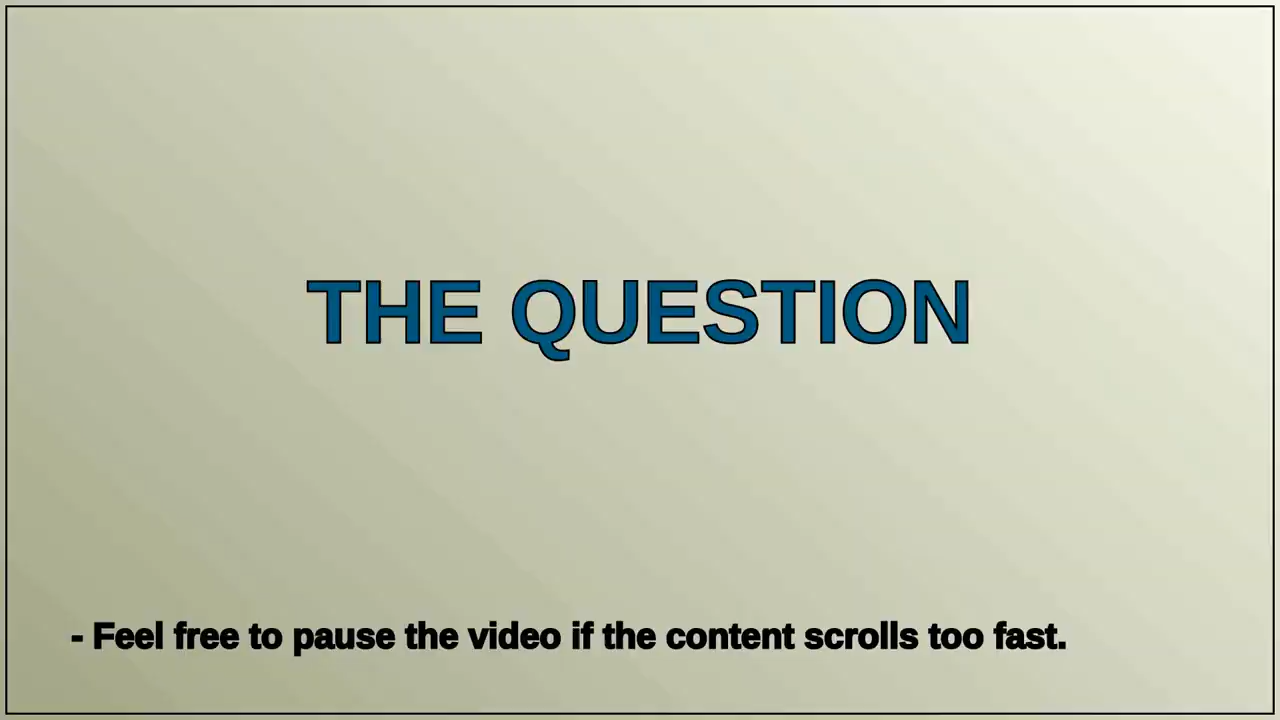 THE QUESTION
- Feel free to pause the video if the content scrolls too fast.